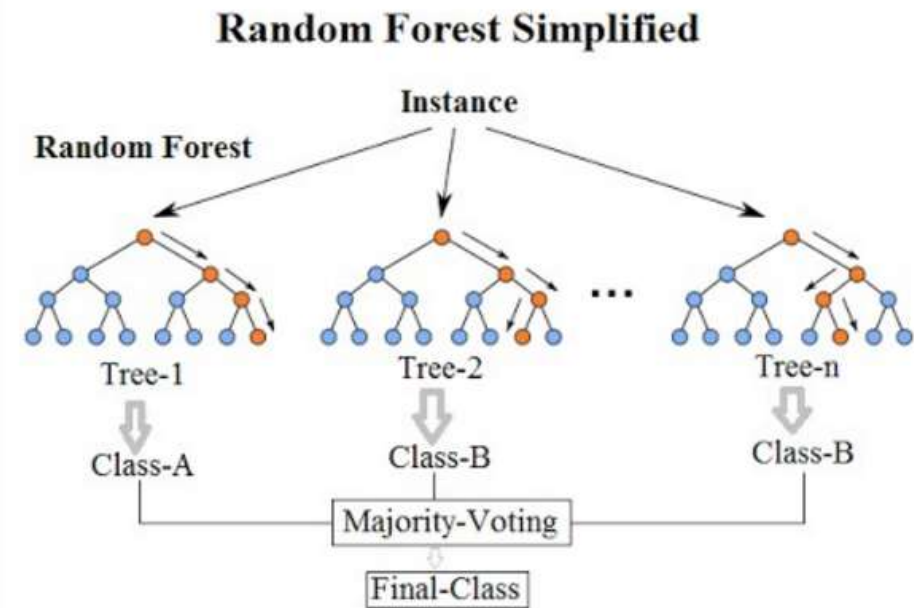 Random Forest Simplified
Instance
Random Forest
...
Tree-1
Tree-2
Tree-n
Class-A
Class-B
Class-B
Majority-Voting
Final-Class